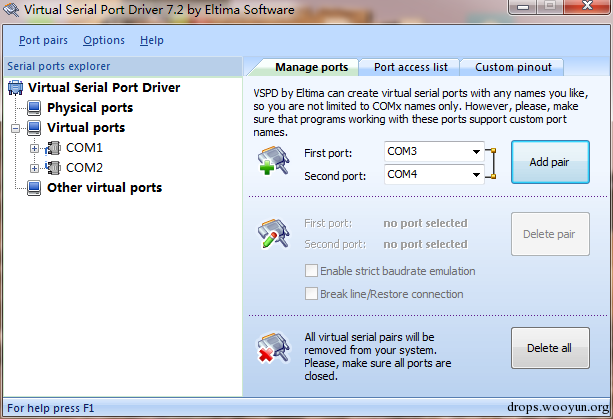 Virtual Serial Port Driver 7.2 by Eltima Software
Port pairs Options Help
Serial ports explorer
Virtual Serial Port Driver
Physical ports
Virtual ports
COM1
COM2
Other virtual ports
Manage ports Port access list Custom pinout
VSPD by Eltima can create virtual serial ports with any names you like,
so you are not limited to COMx names only. However, please, make
sure that programs working with these ports support custom port
names.
First port: COM3
Second port: COM4
Add pair
First port: no port selected
Second port: no port selected
Delete pair
Enable strict baudrate emulation
Break line/Restore connection
All virtual serial pairs will be
removed from your system.
Please, make sure all ports are
closed.
Delete all
For help press F1
drops.wooyun.org